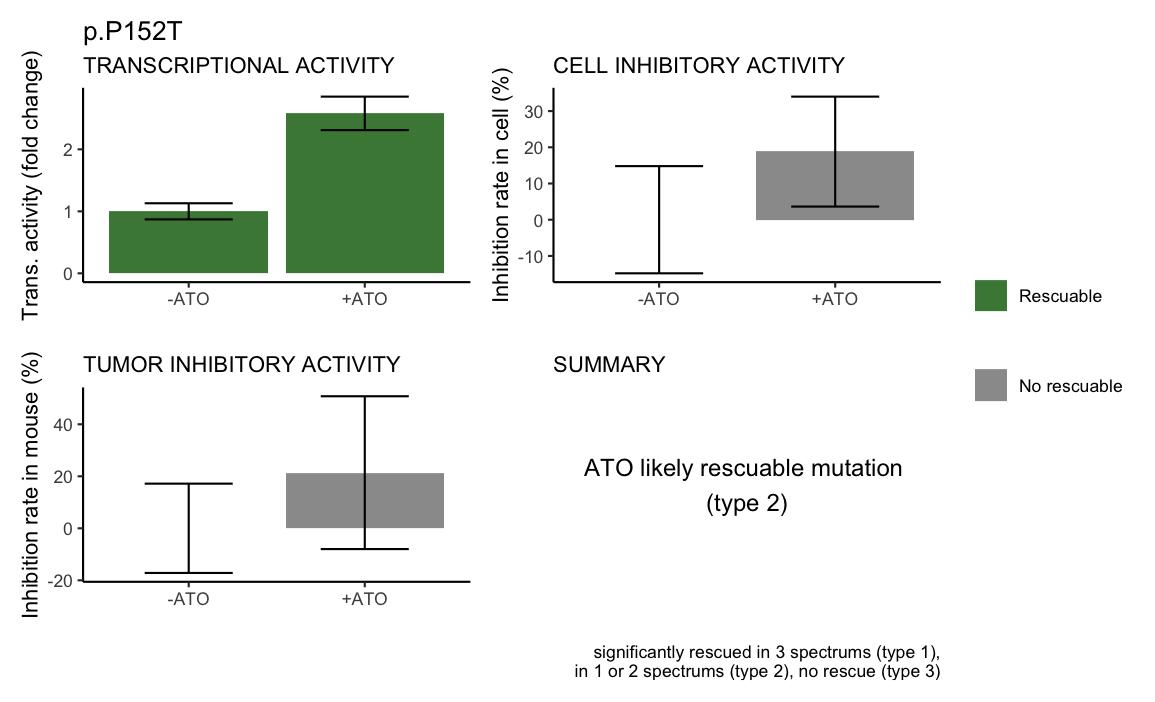 p.P152T
TRANSCRIPTIONAL ACTIVITY
Trans. activity (fold change)
2
1
0
-ATO +ATO
CELL INHIBITORY ACTIVITY
Inhibition rate in cell (%)
30
20
10
0
-10
-ATO +ATO
TUMOR INHIBITORY ACTIVITY
Inhibition rate in mouse (%)
40
20
0
-20
-ATO +ATO
SUMMARY
ATO likely rescuable mutation
(type 2)
significantly rescued in 3 spectrums (type 1),
in 1 or 2 spectrums (type 2), no rescue (type 3)
Rescuable
No rescuable